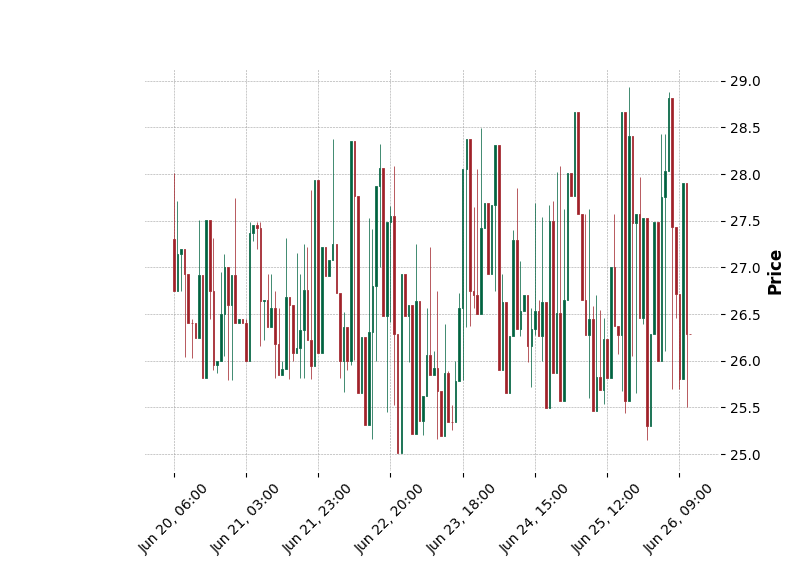 29.0
28.5
28.0
27.5
27.0
26.5
26.0
25.5
25.0
Price
Jun 20, 06:00
Jun 21, 03:00
Jun 21, 23:00
Jun 22, 20:00
Jun 23, 18:00
Jun 24, 15:00
Jun 25, 12:00
Jun 26, 09:00